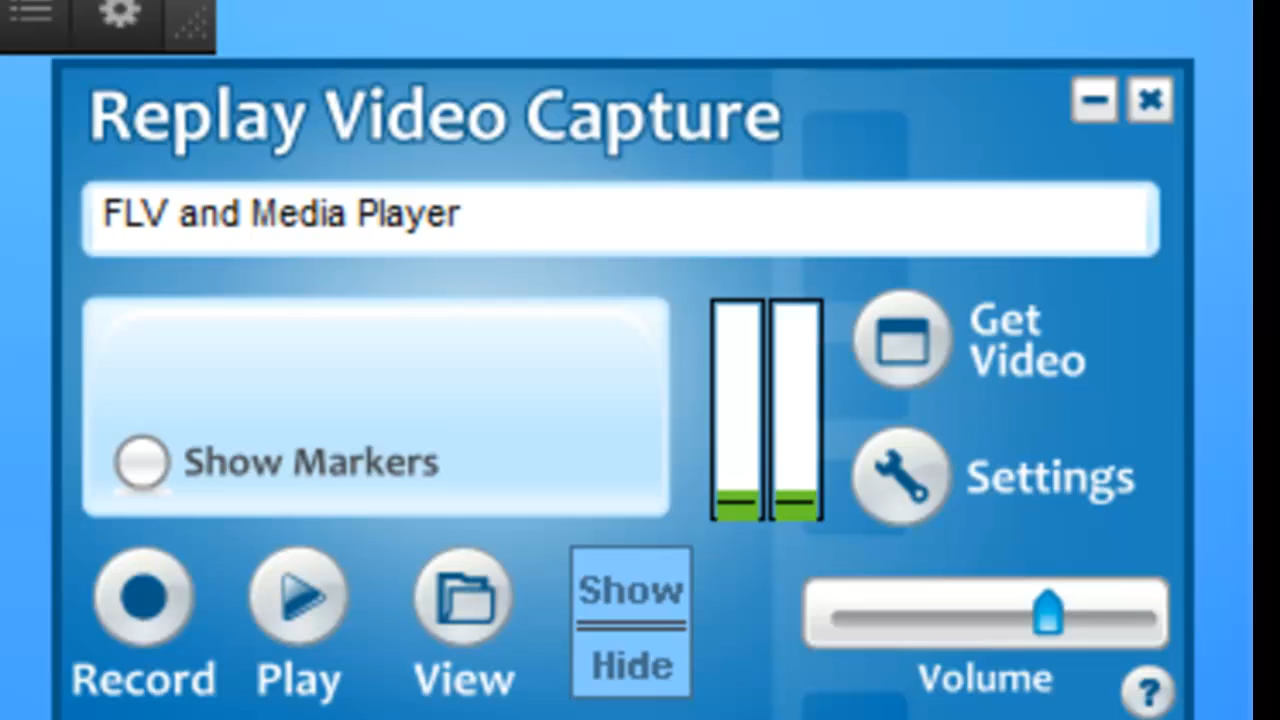 Replay Video Capture
FLV and Media Player
Get
Video
Show Markers
Settings
Show
Hide
Record
Play
View
Volume
?